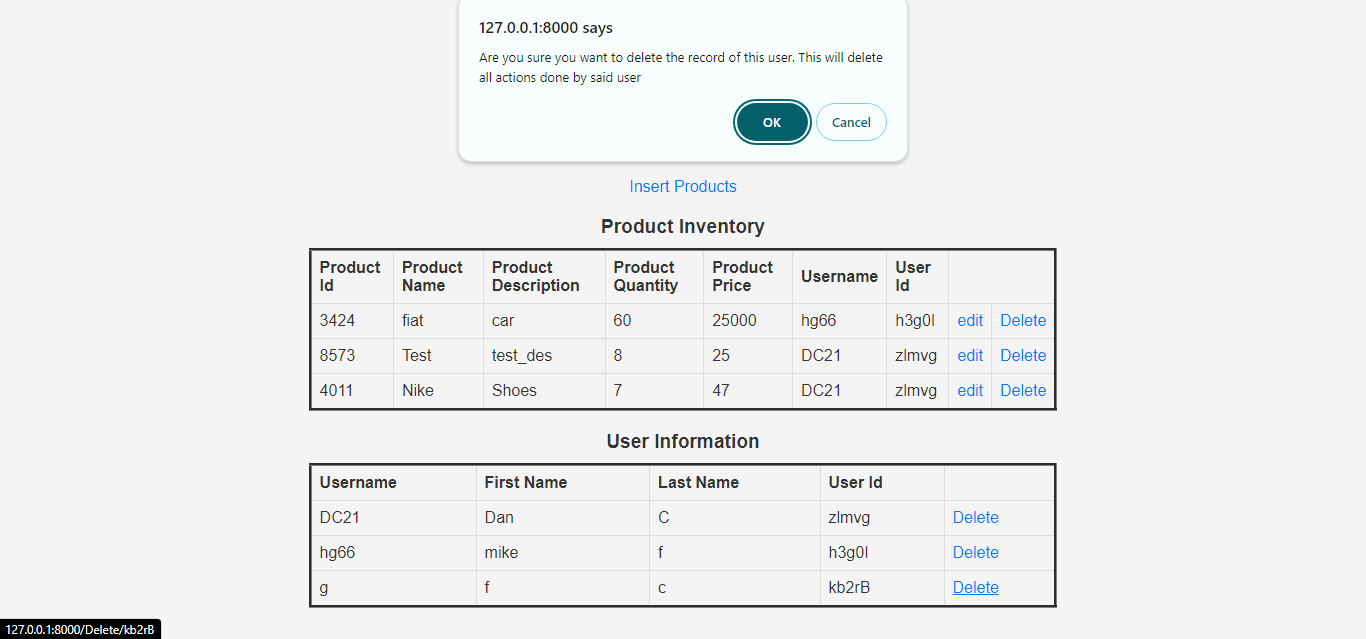 127.0.0.1:8000 says
Are you sure you want to delete the record of this user. This will delete
all actions done by said user
OK Cancel
Insert Products
Product Inventory
Product Id Product Name Product Description Product Quantity Product Price Username User Id
3424 fiat car 60 25000 hg66 h3g0l edit Delete
8573 Test test_des 8 25 DC21 zlmvg edit Delete
4011 Nike Shoes 7 47 DC21 zlmvg edit Delete
User Information
Username First Name Last Name User Id
DC21 Dan C zlmvg Delete
hg66 mike f h3g0l Delete
g f c kb2rB Delete
127.0.0.1:8000/Delete/kb2rB